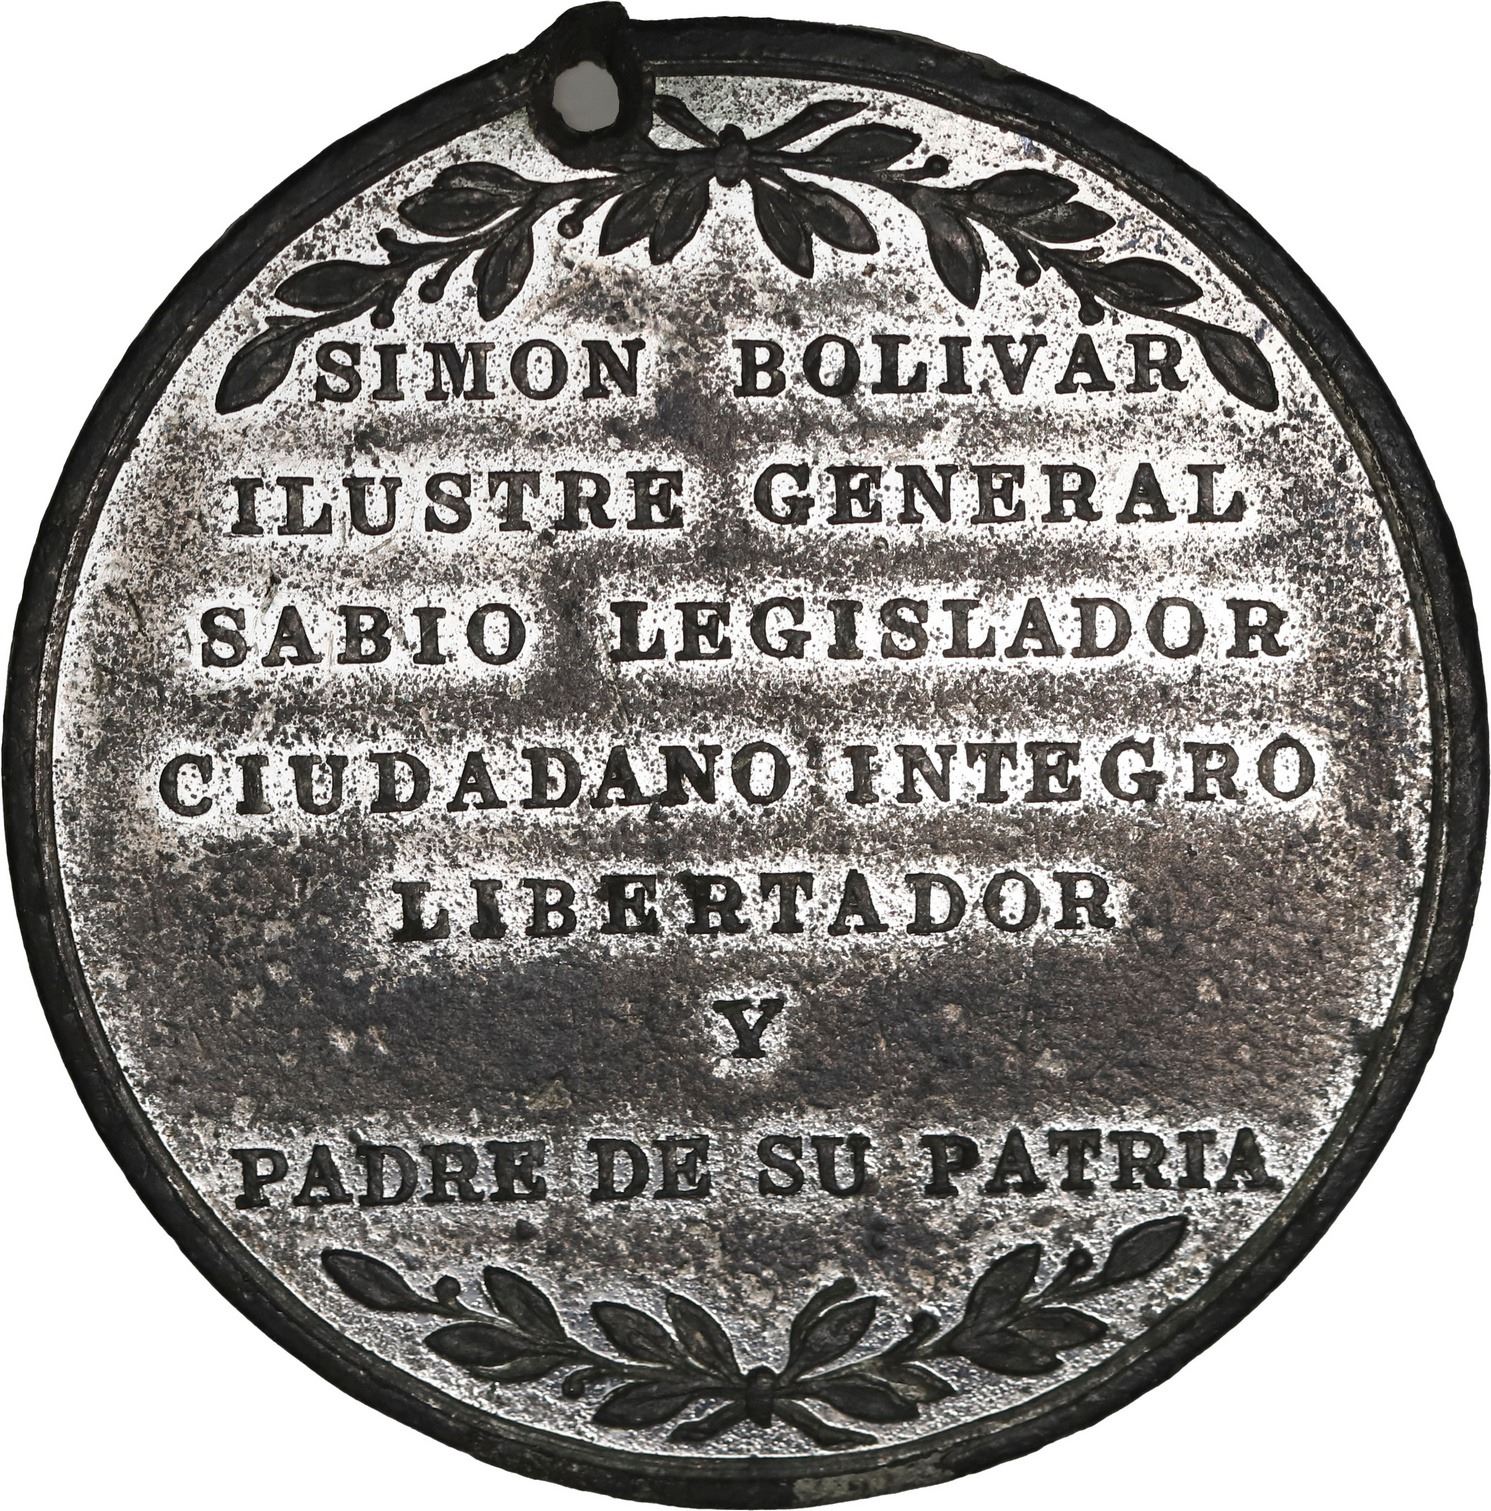 SIMON BOLIVAR
ILUSTRE GENERAL
SABIO LEGISLADOR
CIUDADANO INTEGRO
LIBERTADOR
Y
PADRE DE SU PATRIA